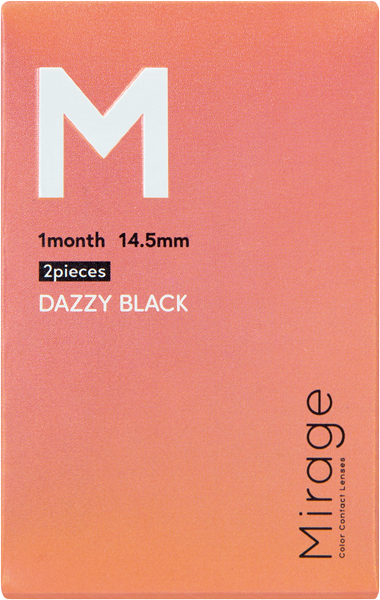 M
1month 14.5mm
2pieces
DAZZY BLACK
Mirage
Color Contact Lenses